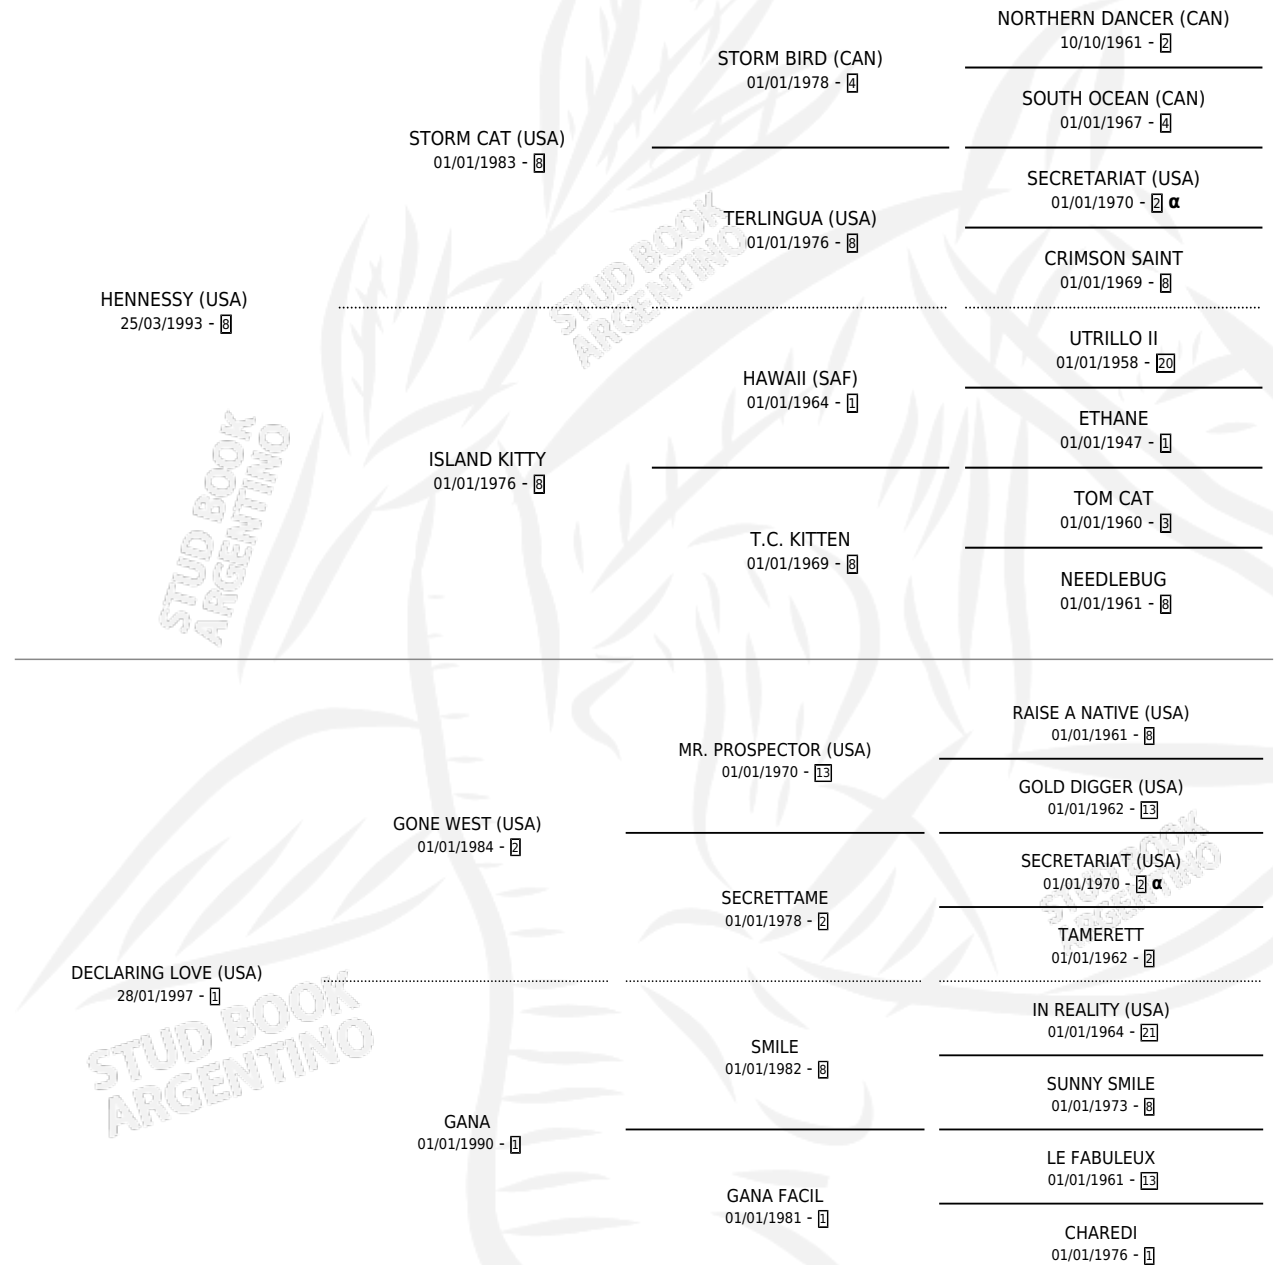 NORTHERN DANCER (CAN)
10/10/1961 - 2
STORM BIRD (CAN)
01/01/1978 - 4
SOUTH OCEAN (CAN)
01/01/1967 - 4
STORM CAT (USA)
01/01/1983 - 8
SECRETARIAT (USA)
01/01/1970 - 2 α
TERLINGUA (USA)
01/01/1976 - 8
CRIMSON SAINT
01/01/1969 - 8
HENNESSY (USA)
25/03/1993 - 8
UTRILLO II
01/01/1958 - 20
HAWAII (SAF)
01/01/1964 - 1
ETHANE
01/01/1947 - 1
ISLAND KITTY
01/01/1976 - 8
TOM CAT
01/01/1960 - 3
T.C. KITTEN
01/01/1969 - 8
NEEDLEBUG
01/01/1961 - 8
STUD BOOK
ARGENTINO
STUD BOOK
ARGENTINO
RAISE A NATIVE (USA)
01/01/1961 - 8
MR. PROSPECTOR (USA)
01/01/1970 - 13
GOLD DIGGER (USA)
01/01/1962 - 13
GONE WEST (USA)
01/01/1984 - 2
SECRETARIAT (USA)
01/01/1970 - 2 α
SECRETTAME
01/01/1978 - 2
TAMERETT
01/01/1962 - 2
DECLARING LOVE (USA)
28/01/1997 - 1
IN REALITY (USA)
01/01/1964 - 21
SMILE
01/01/1982 - 8
SUNNY SMILE
01/01/1973 - 8
GANA
01/01/1990 - 1
LE FABULEUX
01/01/1961 - 13
GANA FACIL
01/01/1981 - 1
CHAREDI
01/01/1976 - 1
STUD BOOK
ARGENTINO
STUD BOOK
ARGENTINO